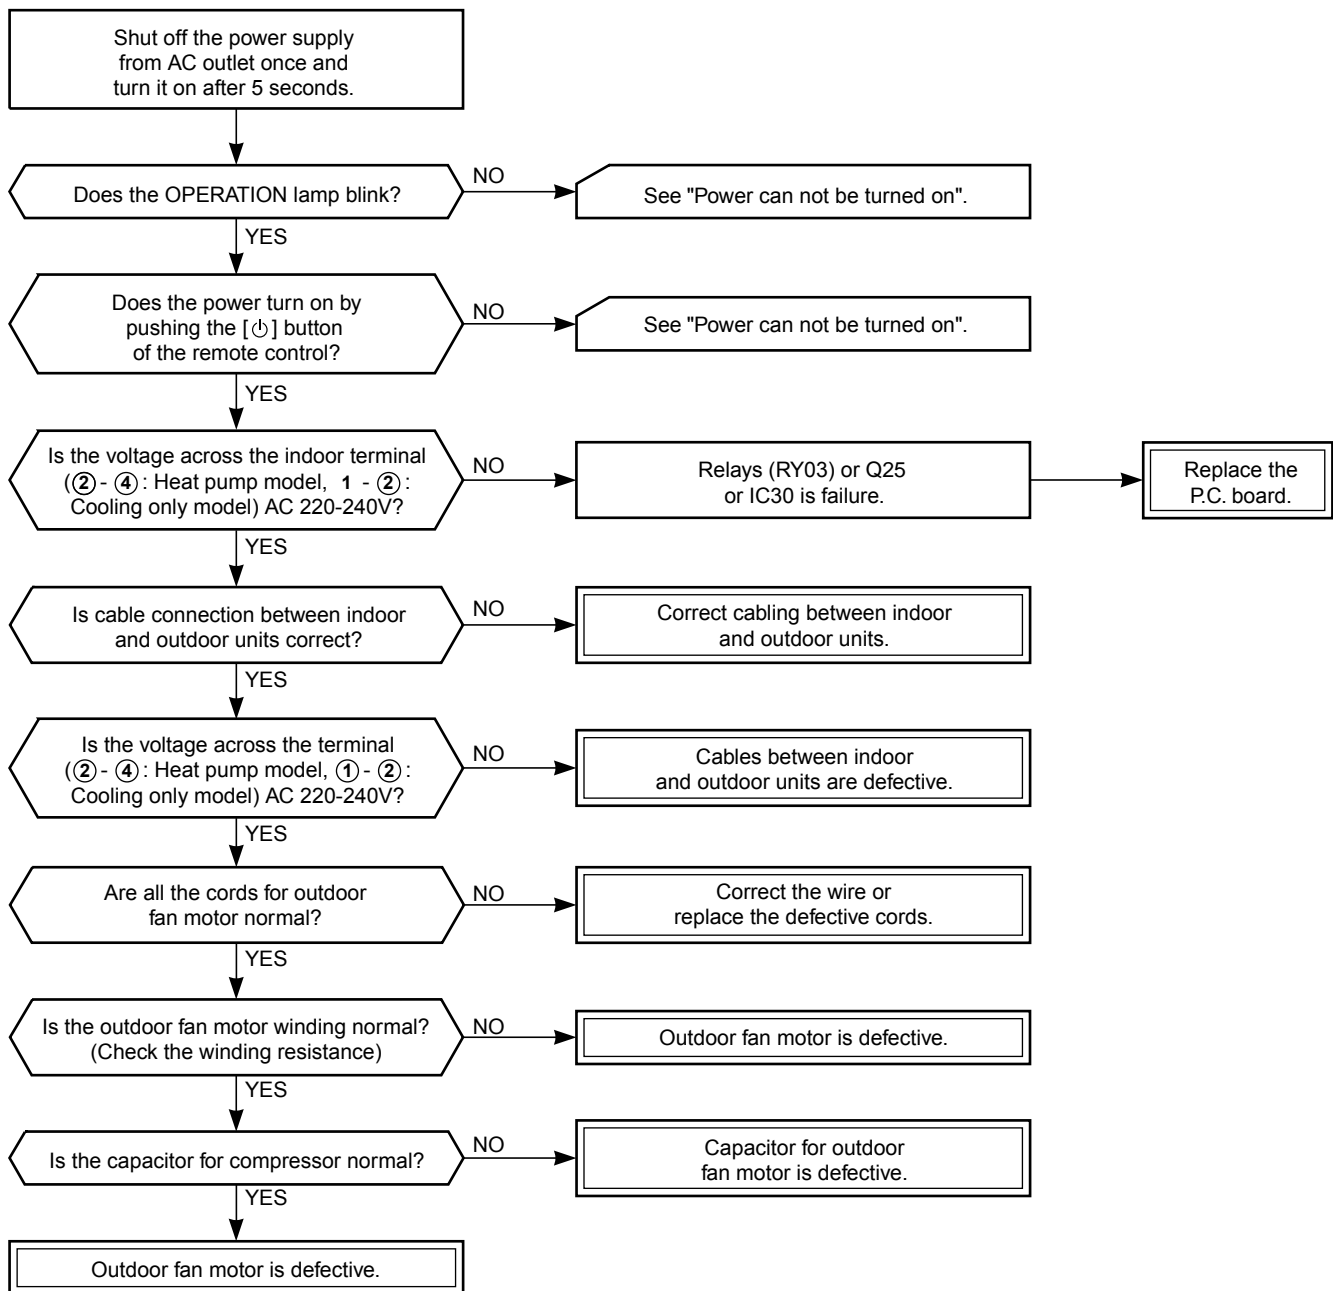 Shut off the power supply
from AC outlet once and
turn it on after 5 seconds.
Does the OPERATION lamp blink?
NO
See "Power can not be turned on".
YES
Does the power turn on by
pushing the [⏻] button
of the remote control?
NO
See "Power can not be turned on".
YES
Is the voltage across the indoor terminal
(② - ④ : Heat pump model, 1 - ② :
Cooling only model) AC 220-240V?
NO
Relays (RY03) or Q25
or IC30 is failure.
Replace the
P.C. board.
YES
Is cable connection between indoor
and outdoor units correct?
NO
Correct cabling between indoor
and outdoor units.
YES
Is the voltage across the terminal
(② - ④ : Heat pump model, ① - ② :
Cooling only model) AC 220-240V?
NO
Cables between indoor
and outdoor units are defective.
YES
Are all the cords for outdoor
fan motor normal?
NO
Correct the wire or
replace the defective cords.
YES
Is the outdoor fan motor winding normal?
(Check the winding resistance)
NO
Outdoor fan motor is defective.
YES
Is the capacitor for compressor normal?
NO
Capacitor for outdoor
fan motor is defective.
YES
Outdoor fan motor is defective.